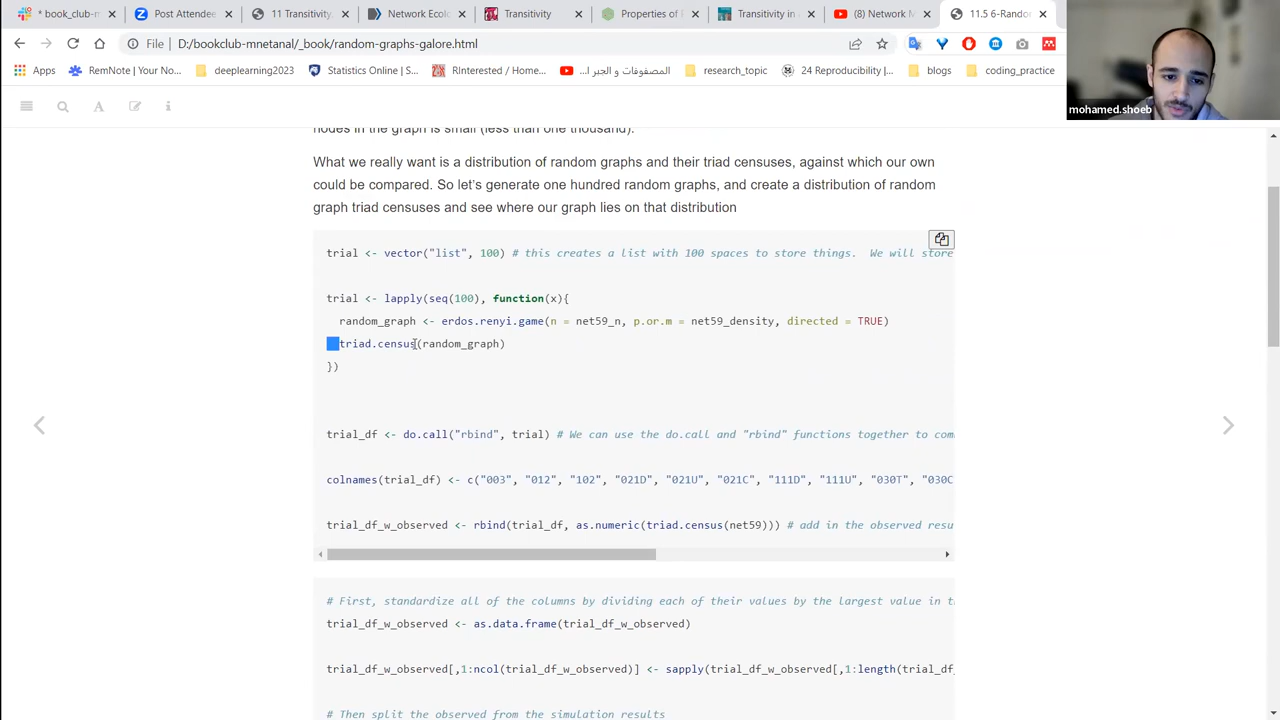 * book_club-m
Post Attendee
11 Transitivity.
Network Ecolo
Transitivity
Properties of
Transitivity in
(8) Network M
11.5 6-Rando
File D:/bookclub-mnetanal/_book/random-graphs-galore.html
Apps RemNote | Your No... deeplearning2023 Statistics Online | S... RInterested / Home... المصفوفات و الجبر ا... research_topic 24 Reproducibility |... blogs coding_practice
mohamed.shoeb
nodes in the graph is small (less than one thousand).
What we really want is a distribution of random graphs and their triad censuses, against which our own
could be compared. So let's generate one hundred random graphs, and create a distribution of random
graph triad censuses and see where our graph lies on that distribution
trial <- vector("list", 100) # this creates a list with 100 spaces to store things.  We will store
trial <- lapply(seq(100), function(x){
random_graph <- erdos.renyi.game(n = net59_n, p.or.m = net59_density, directed = TRUE)
triad.census(random_graph)
})
trial_df <- do.call("rbind", trial) # We can use the do.call and "rbind" functions together to com
colnames(trial_df) <- c("003", "012", "102", "021D", "021U", "021C", "111D", "111U", "030T", "030C
trial_df_w_observed <- rbind(trial_df, as.numeric(triad.census(net59))) # add in the observed resu
# First, standardize all of the columns by dividing each of their values by the largest value in t
trial_df_w_observed <- as.data.frame(trial_df_w_observed)
trial_df_w_observed[,1:ncol(trial_df_w_observed)] <- sapply(trial_df_w_observed[,1:length(trial_df_
# Then split the observed from the simulation results